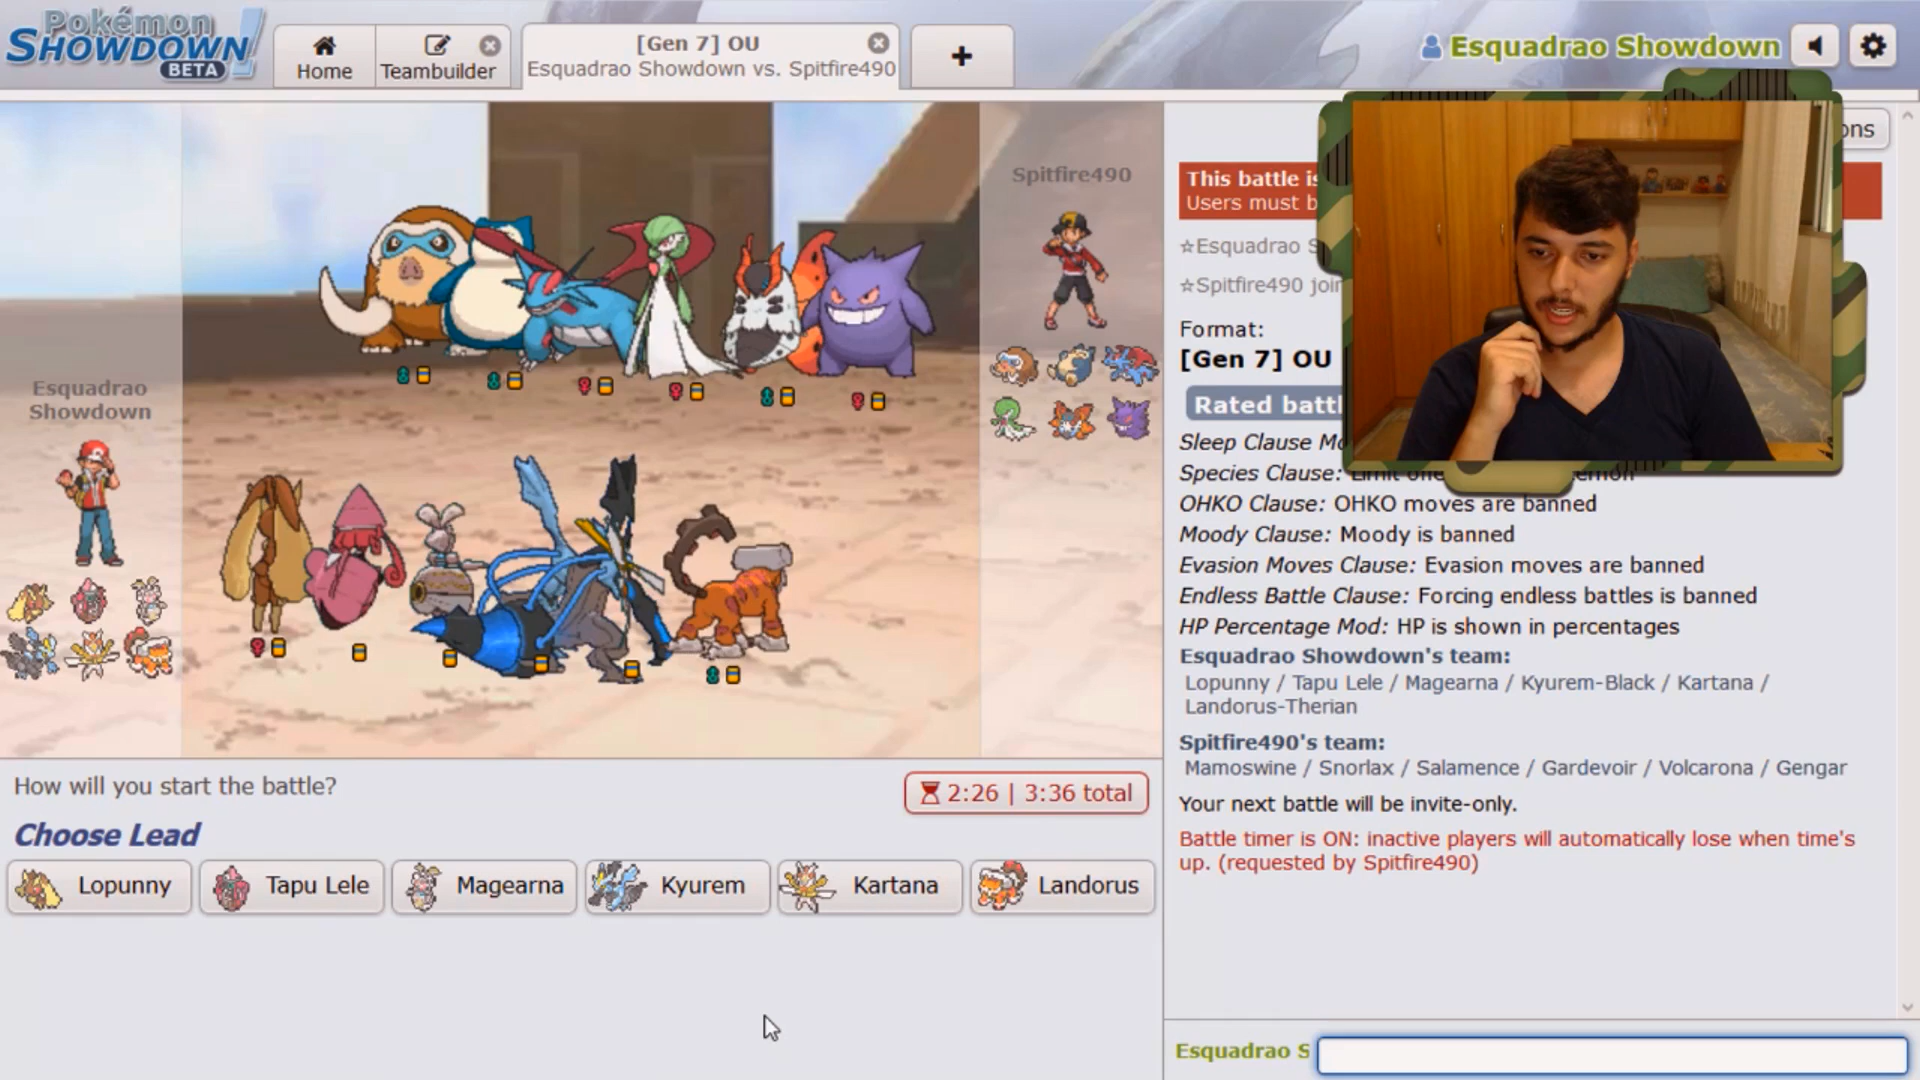 Pokémon
SHOWDOWN!
BETA
Home
Teambuilder
[Gen 7] OU
Esquadrao Showdown vs. Spitfire490
+
Esquadrao Showdown
Spitfire490
Esquadrao
Showdown
This battle is
Users must b
☆Esquadrao S
☆Spitfire490 join
Format:
[Gen 7] OU
Rated battl
Sleep Clause Mo
Species Clause: Limit one
OHKO Clause: OHKO moves are banned
Moody Clause: Moody is banned
Evasion Moves Clause: Evasion moves are banned
Endless Battle Clause: Forcing endless battles is banned
HP Percentage Mod: HP is shown in percentages
Esquadrao Showdown's team:
Lopunny / Tapu Lele / Magearna / Kyurem-Black / Kartana /
Landorus-Therian
Spitfire490's team:
Mamoswine / Snorlax / Salamence / Gardevoir / Volcarona / Gengar
Your next battle will be invite-only.
Battle timer is ON: inactive players will automatically lose when time's
up. (requested by Spitfire490)
How will you start the battle?
2:26 | 3:36 total
Choose Lead
Lopunny
Tapu Lele
Magearna
Kyurem
Kartana
Landorus
Esquadrao S